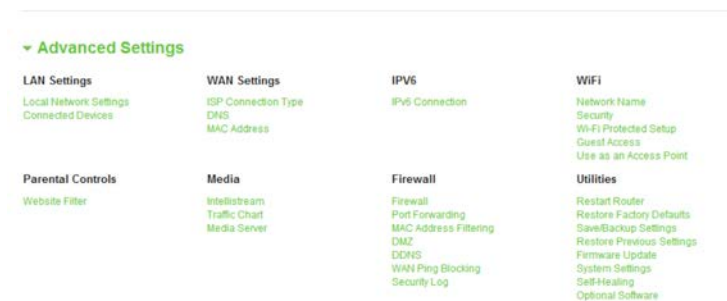 Advanced Settings
LAN Settings
Local Network Settings
Connected Devices
WAN Settings
ISP Connection Type
DNS
MAC Address
IPV6
IPv6 Connection
WiFi
Network Name
Security
Wi-Fi Protected Setup
Guest Access
Use as an Access Point
Parental Controls
Website Filter
Media
Intellistream
Traffic Chart
Media Server
Firewall
Firewall
Port Forwarding
MAC Address Filtering
DMZ
DDNS
WAN Ping Blocking
Security Log
Utilities
Restart Router
Restore Factory Defaults
Save/Backup Settings
Restore Previous Settings
Firmware Update
System Settings
Self-Healing
Optional Software